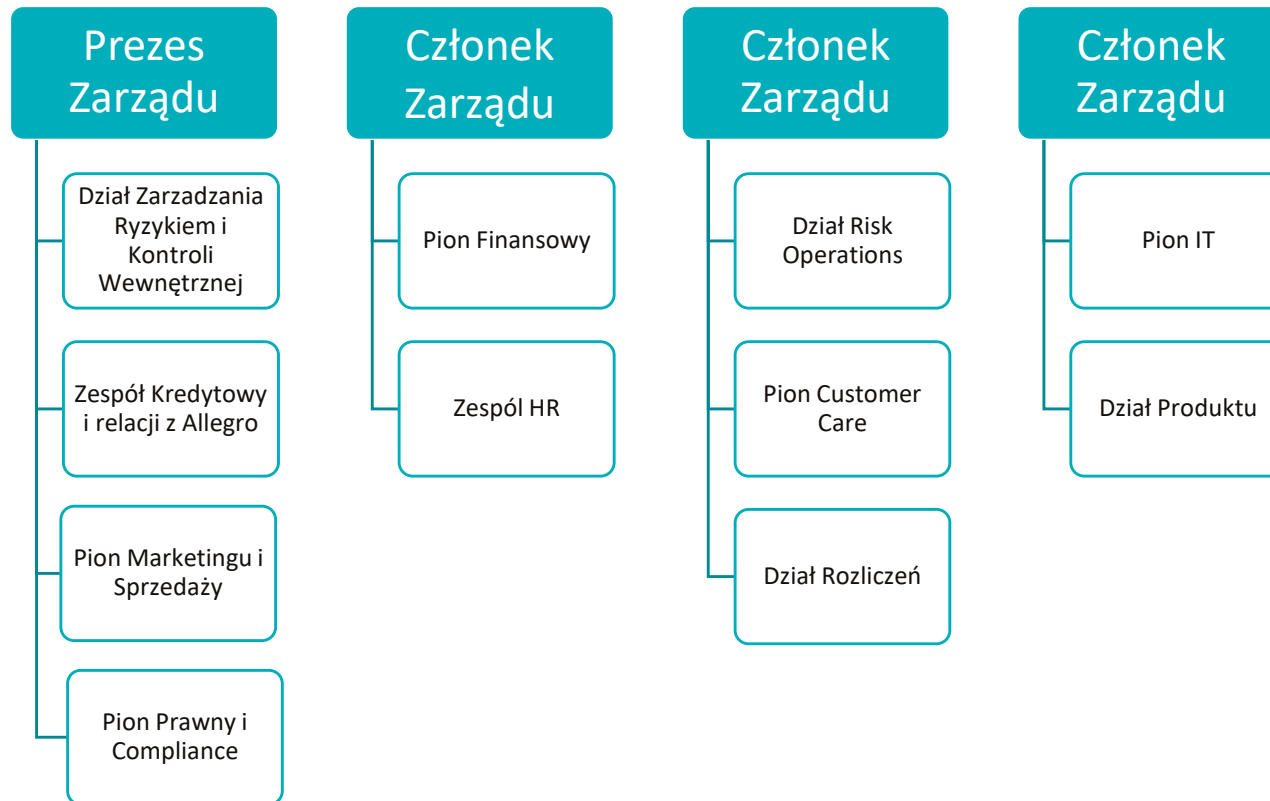 Prezes
Zarządu
Dział Zarzadzania
Ryzykiem i
Kontroli
Wewnętrznej
Zespół Kredytowy
i relacji z Allegro
Pion Marketingu i
Sprzedaży
Pion Prawny i
Compliance
Członek
Zarządu
Pion Finansowy
Zespól HR
Członek
Zarządu
Dział Risk
Operations
Pion Customer
Care
Dział Rozliczeń
Członek
Zarządu
Pion IT
Dział Produktu